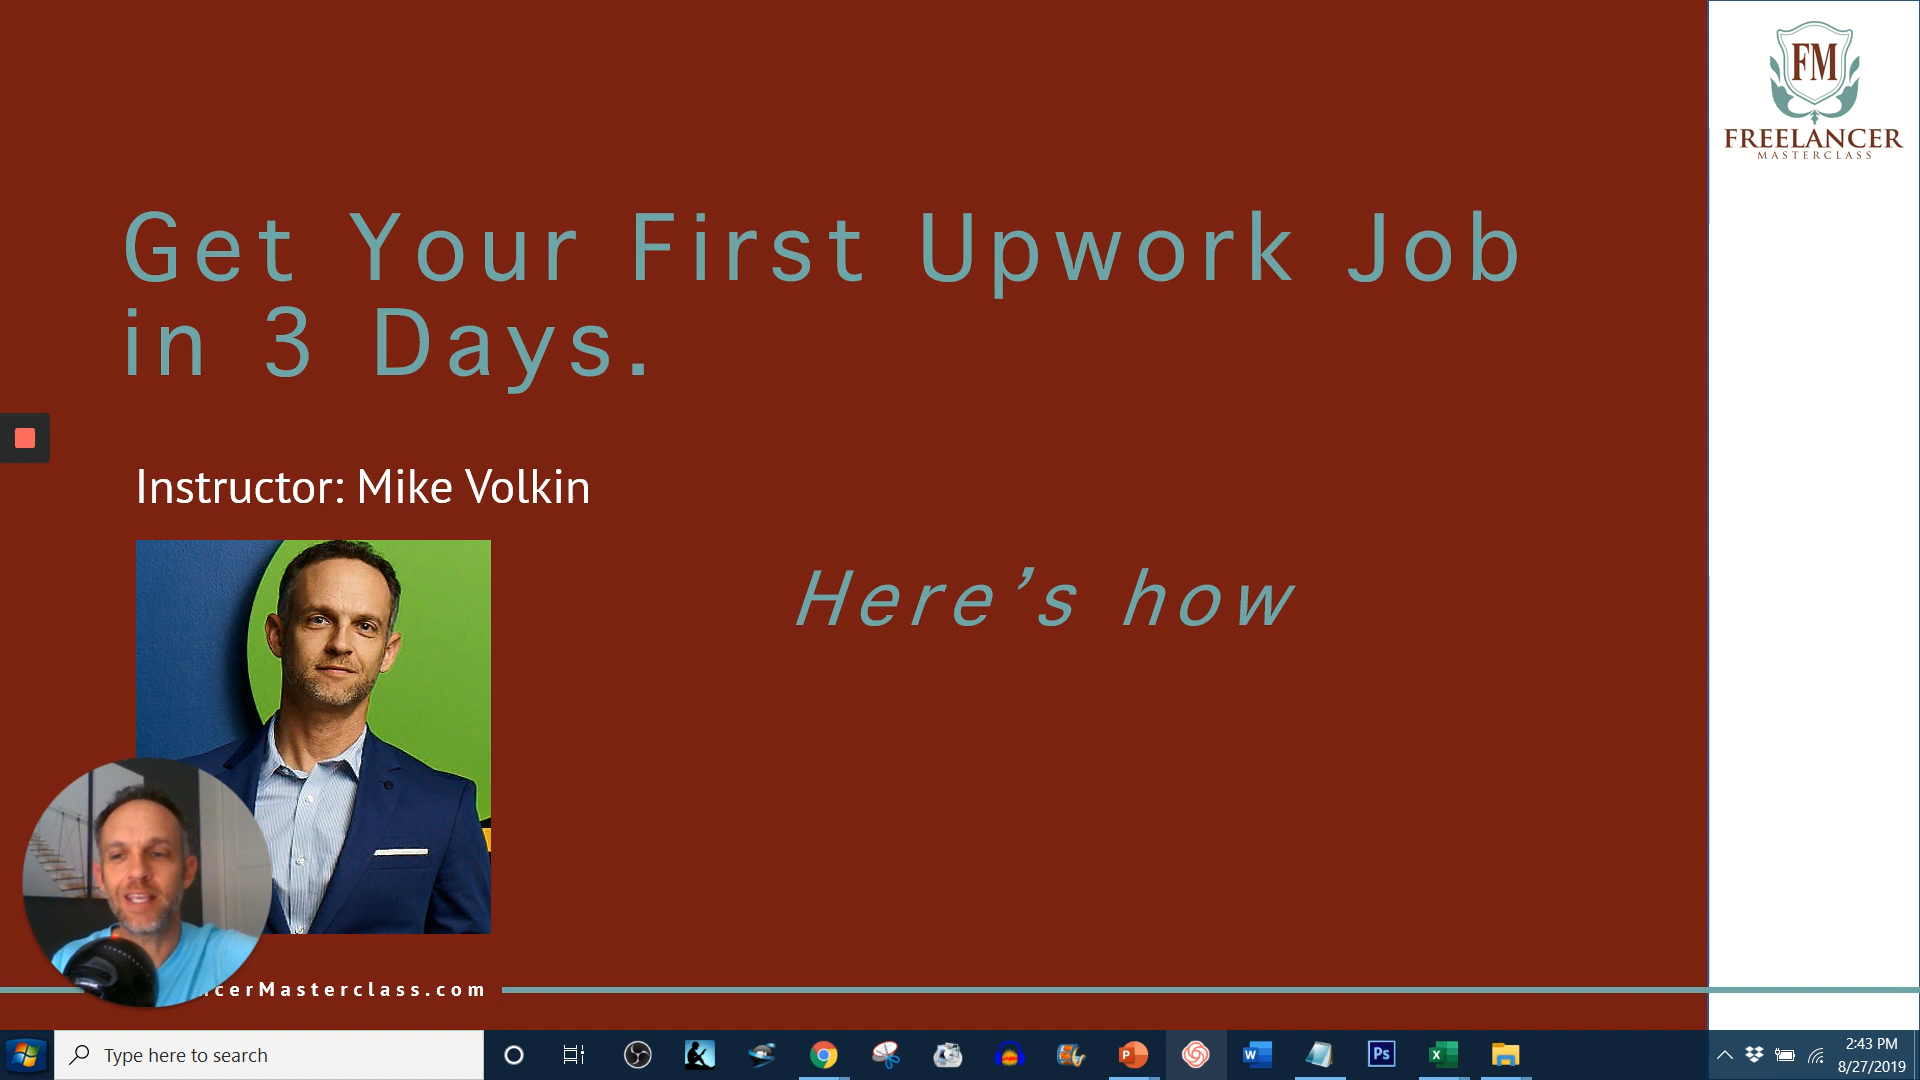 FM
FREELANCER
MASTERCLASS
Get Your First Upwork Job
in 3 Days.
Instructor: Mike Volkin
Here's how
cerMasterclass.com
Type here to search
P
W
Ps
X
2:43 PM
8/27/2019